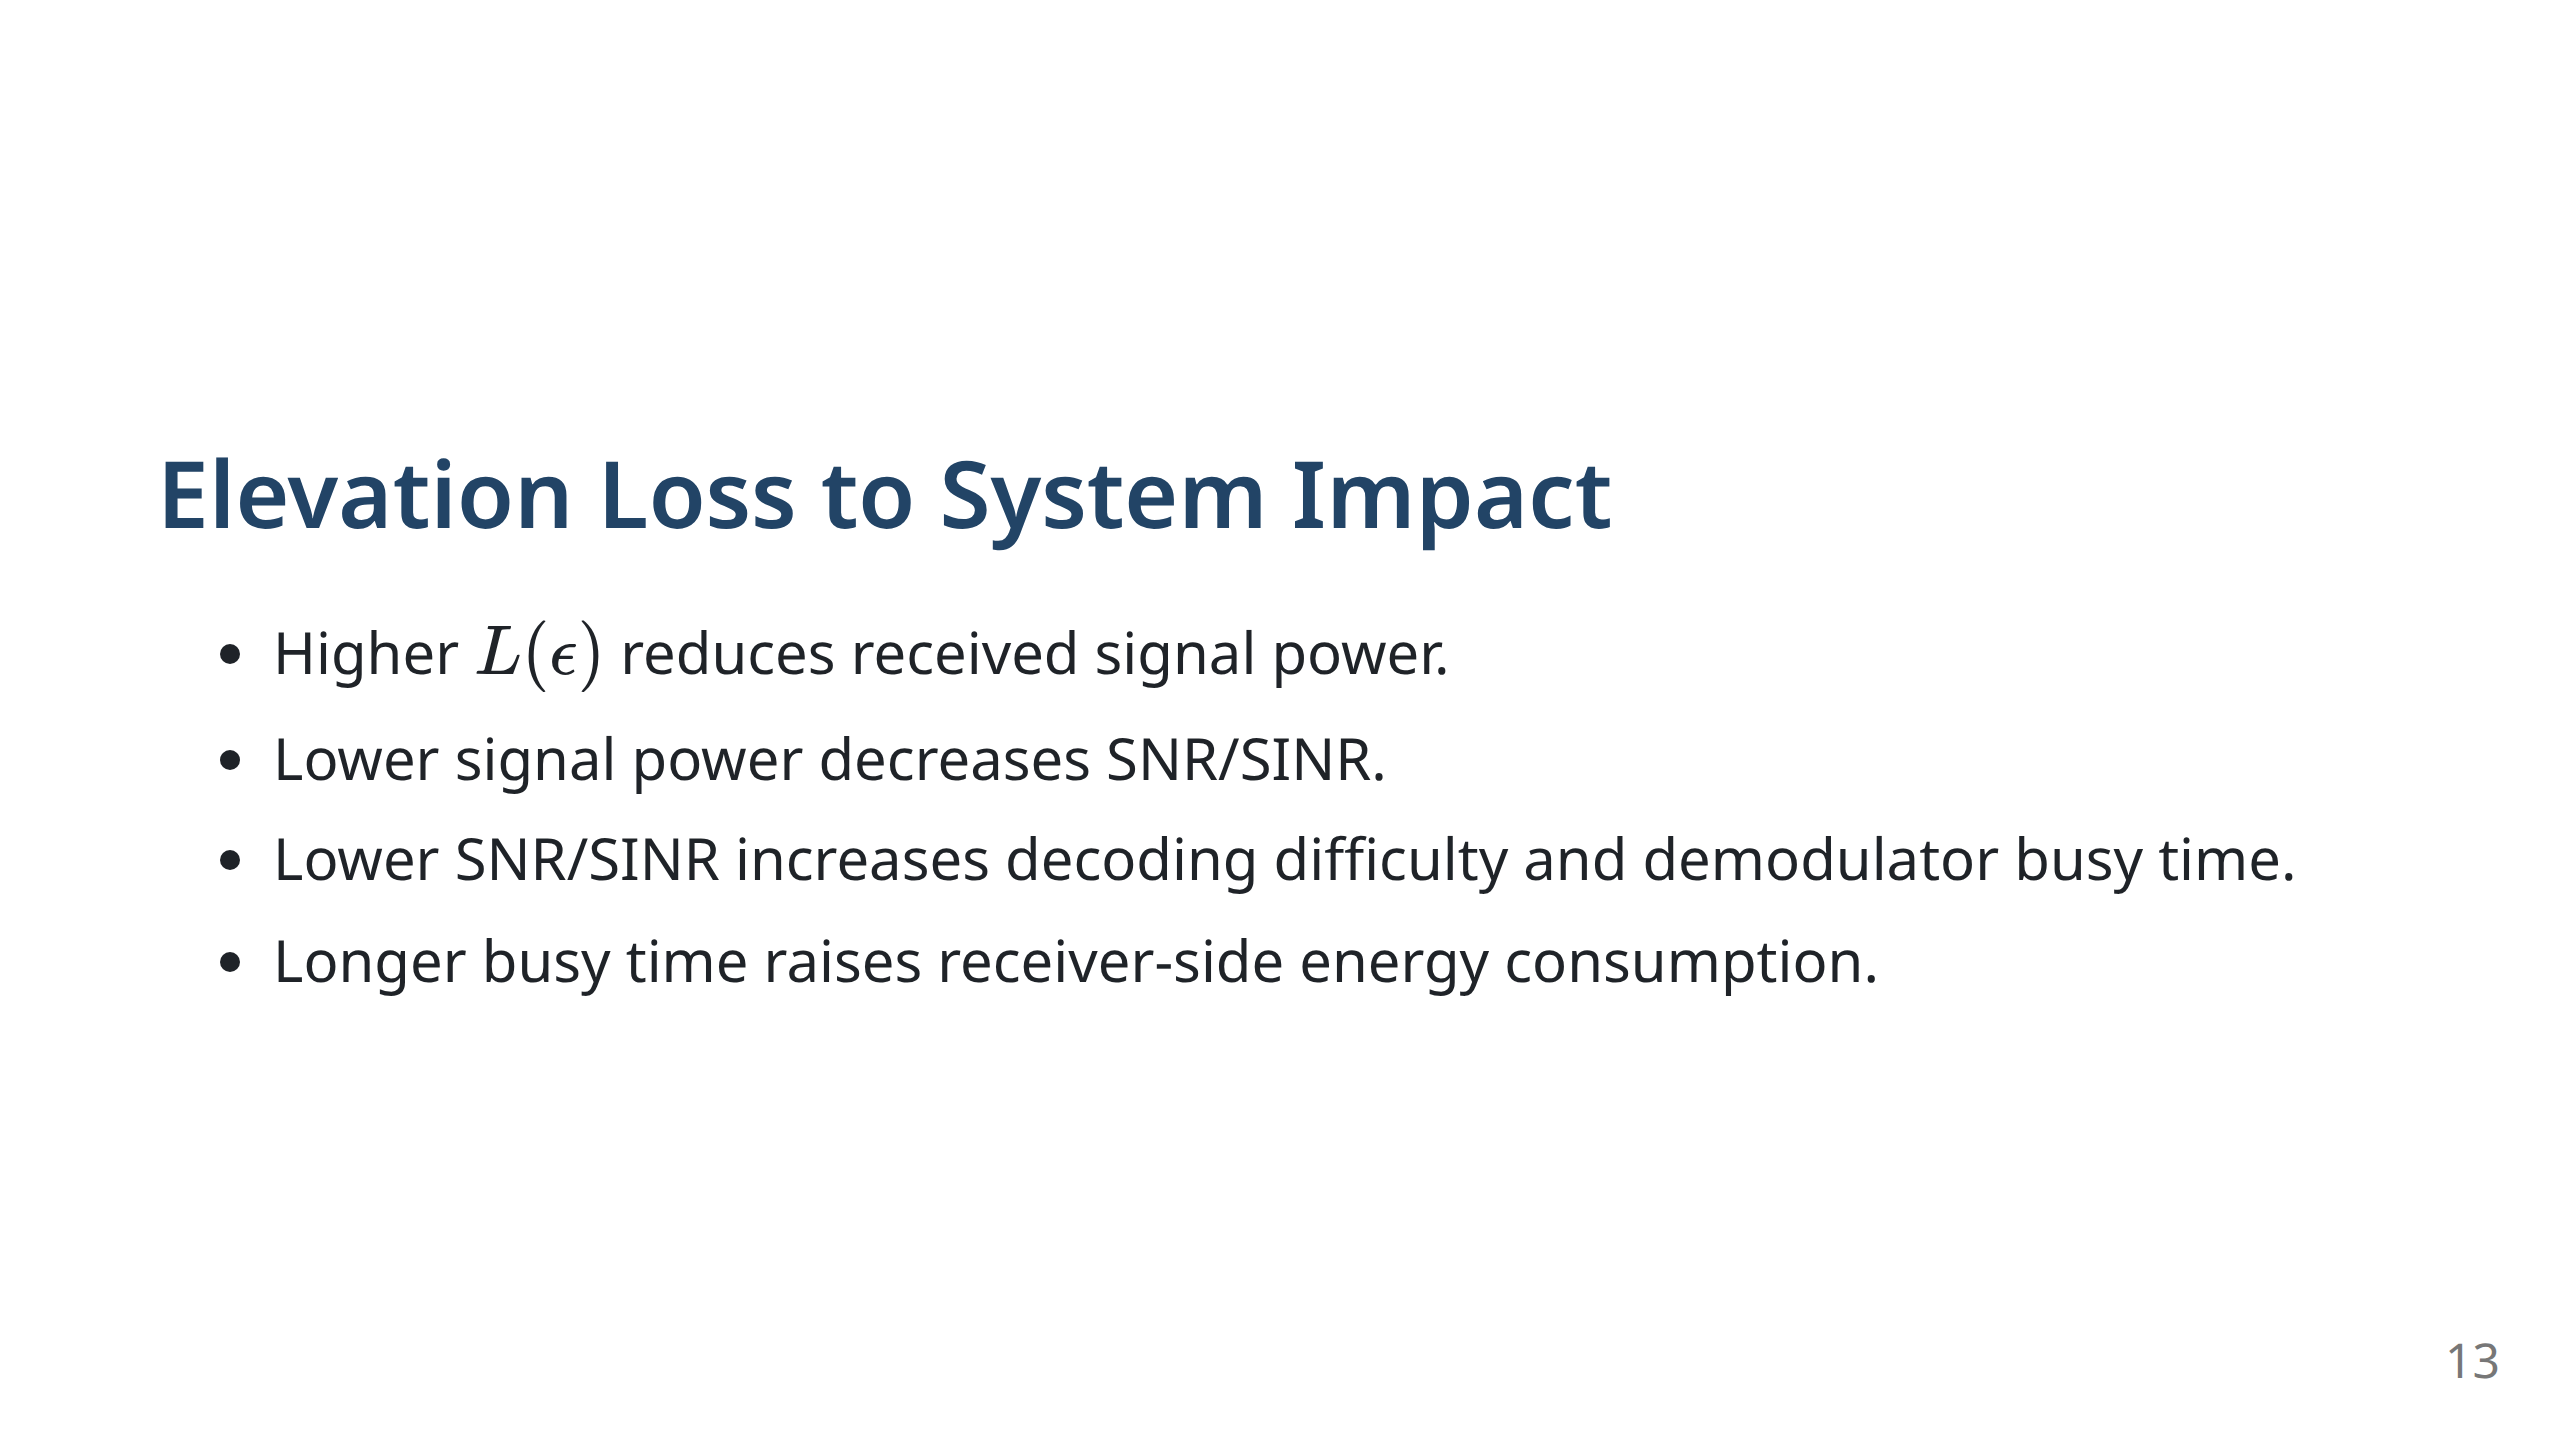 Elevation Loss to System Impact
• Higher L(ϵ) reduces received signal power.
• Lower signal power decreases SNR/SINR.
• Lower SNR/SINR increases decoding difficulty and demodulator busy time.
• Longer busy time raises receiver-side energy consumption.
13